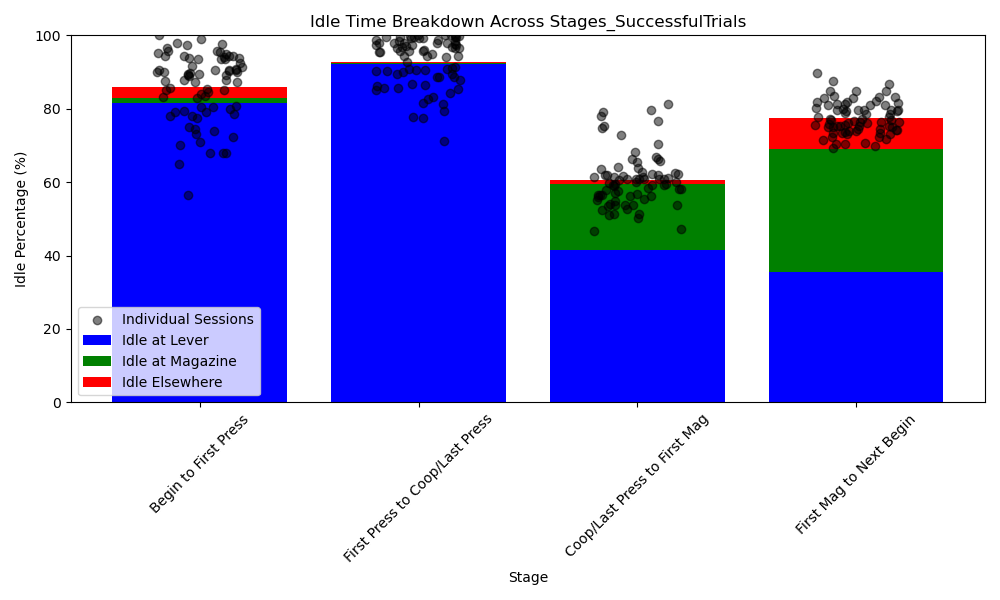 Idle Time Breakdown Across Stages_SuccessfulTrials
Idle Percentage (%)
100
80
60
40
20
0
Individual Sessions
Idle at Lever
Idle at Magazine
Idle Elsewhere
Begin to First Press
First Press to Coop/Last Press
Coop/Last Press to First Mag
First Mag to Next Begin
Stage